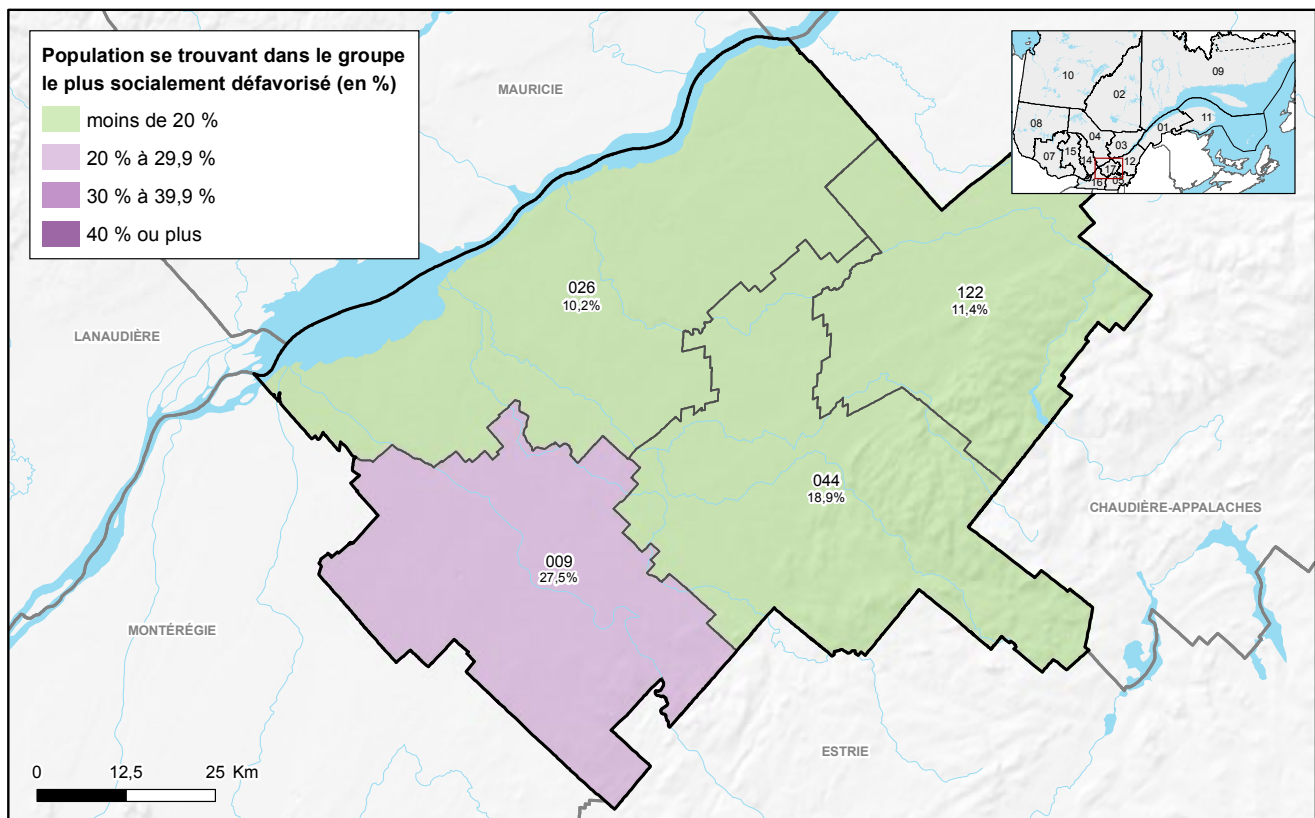 Population se trouvant dans le groupe
le plus socialement défavorisé (en %)
moins de 20 %
20 % à 29,9 %
30 % à 39,9 %
40 % ou plus
MAURICIE
10
02
09
08
04
01
11
03
07
15
14
12
17
16
05
026
10,2%
122
11,4%
LANAUDIÈRE
044
18,9%
CHAUDIÈRE-APPALACHES
009
27,5%
MONTÉRÉGIE
ESTRIE
0 12,5 25 Km